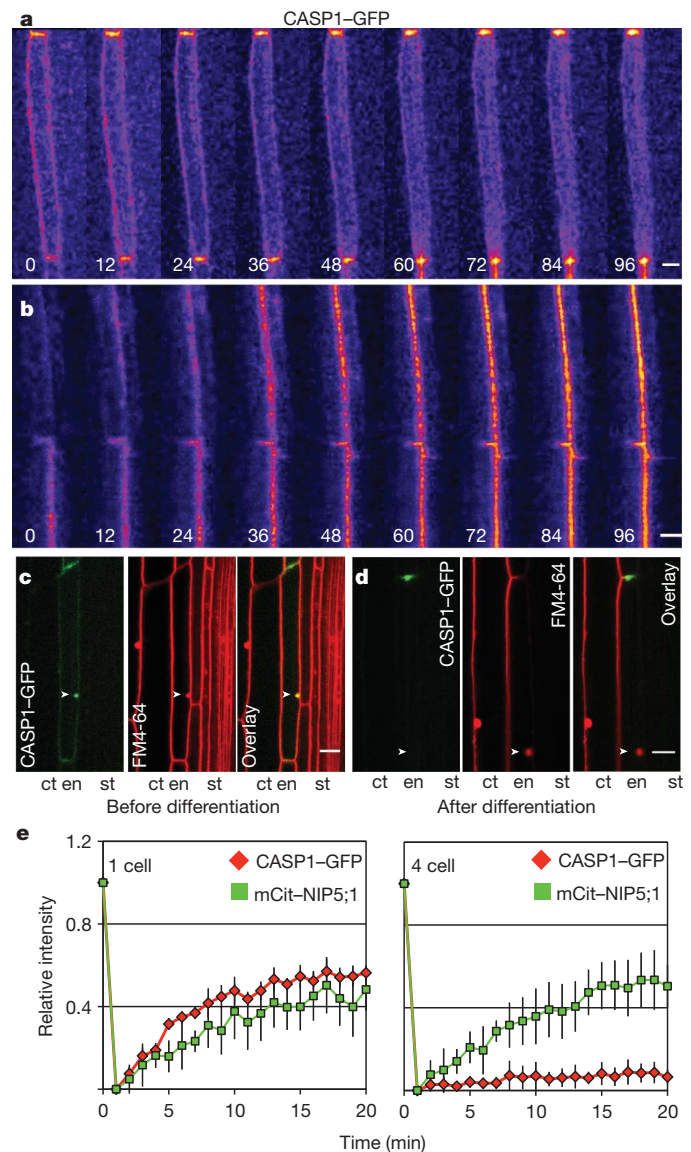 a
CASP1–GFP
0 12 24 36 48 60 72 84 96
b
0 12 24 36 48 60 72 84 96
c
CASP1–GFP
FM4-64
Overlay
d
CASP1–GFP
FM4-64
Overlay
ct en st
ct en st
Before differentiation
After differentiation
e
1.2
0.8
0.4
Relative intensity
1 cell
CASP1–GFP
mCit–NIP5;1
0 5 10 15 20
4 cell
CASP1–GFP
mCit–NIP5;1
0 5 10 15 20
Time (min)